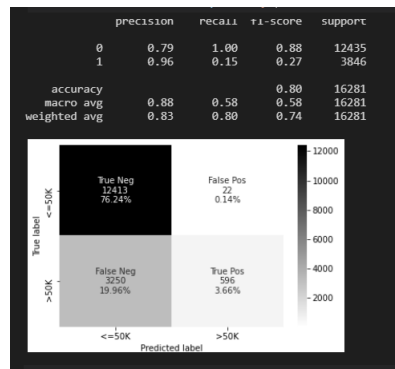 precision recall f1-score support
0 0.79 1.00 0.88 12435
1 0.96 0.15 0.27 3846
accuracy 0.80 16281
macro avg 0.88 0.58 0.58 16281
weighted avg 0.83 0.80 0.74 16281
True label
<=50K
>50K
True Neg
12413
76.24%
False Pos
22
0.14%
False Neg
3250
19.96%
True Pos
596
3.66%
<=50K >50K
Predicted label
12000
10000
8000
6000
4000
2000